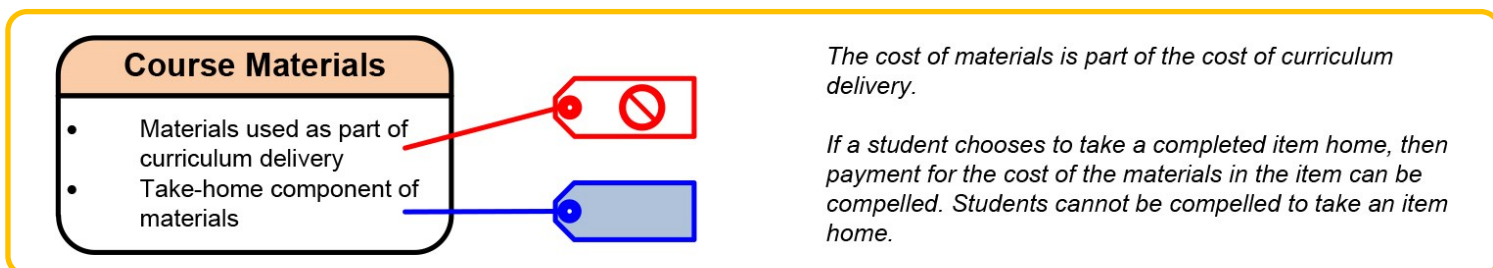 Course Materials
• Materials used as part of
curriculum delivery
• Take-home component of
materials
The cost of materials is part of the cost of curriculum
delivery.
If a student chooses to take a completed item home, then
payment for the cost of the materials in the item can be
compelled. Students cannot be compelled to take an item
home.